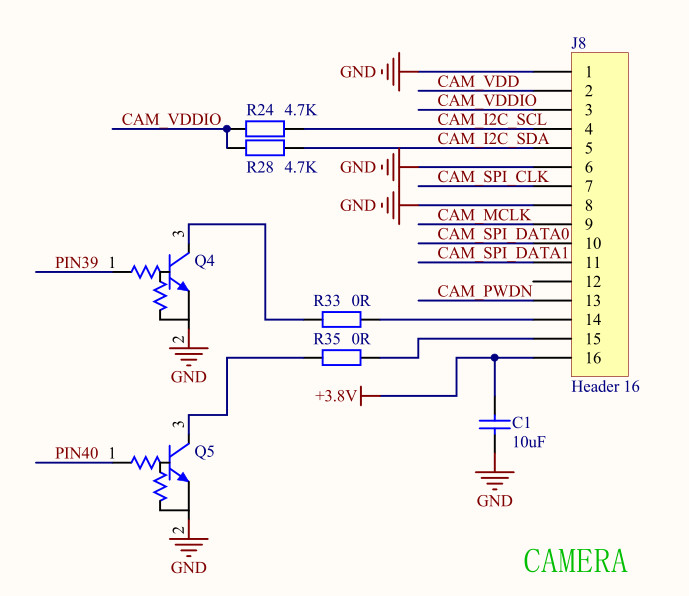 J8
GND 1
CAM_VDD 2
CAM_VDDIO 3
R24 4.7K
CAM_VDDIO CAM_I2C_SCL 4
CAM_I2C_SDA 5
R28 4.7K
GND 6
CAM_SPI_CLK 7
GND 8
CAM_MCLK 9
CAM_SPI_DATA0 10
CAM_SPI_DATA1 11
12
CAM_PWDN 13
3
PIN39 1 Q4
2
GND
R33 0R 14
R35 0R 15
16
Header 16
+3.8V
C1
10uF
GND
3
PIN40 1 Q5
2
GND
CAMERA